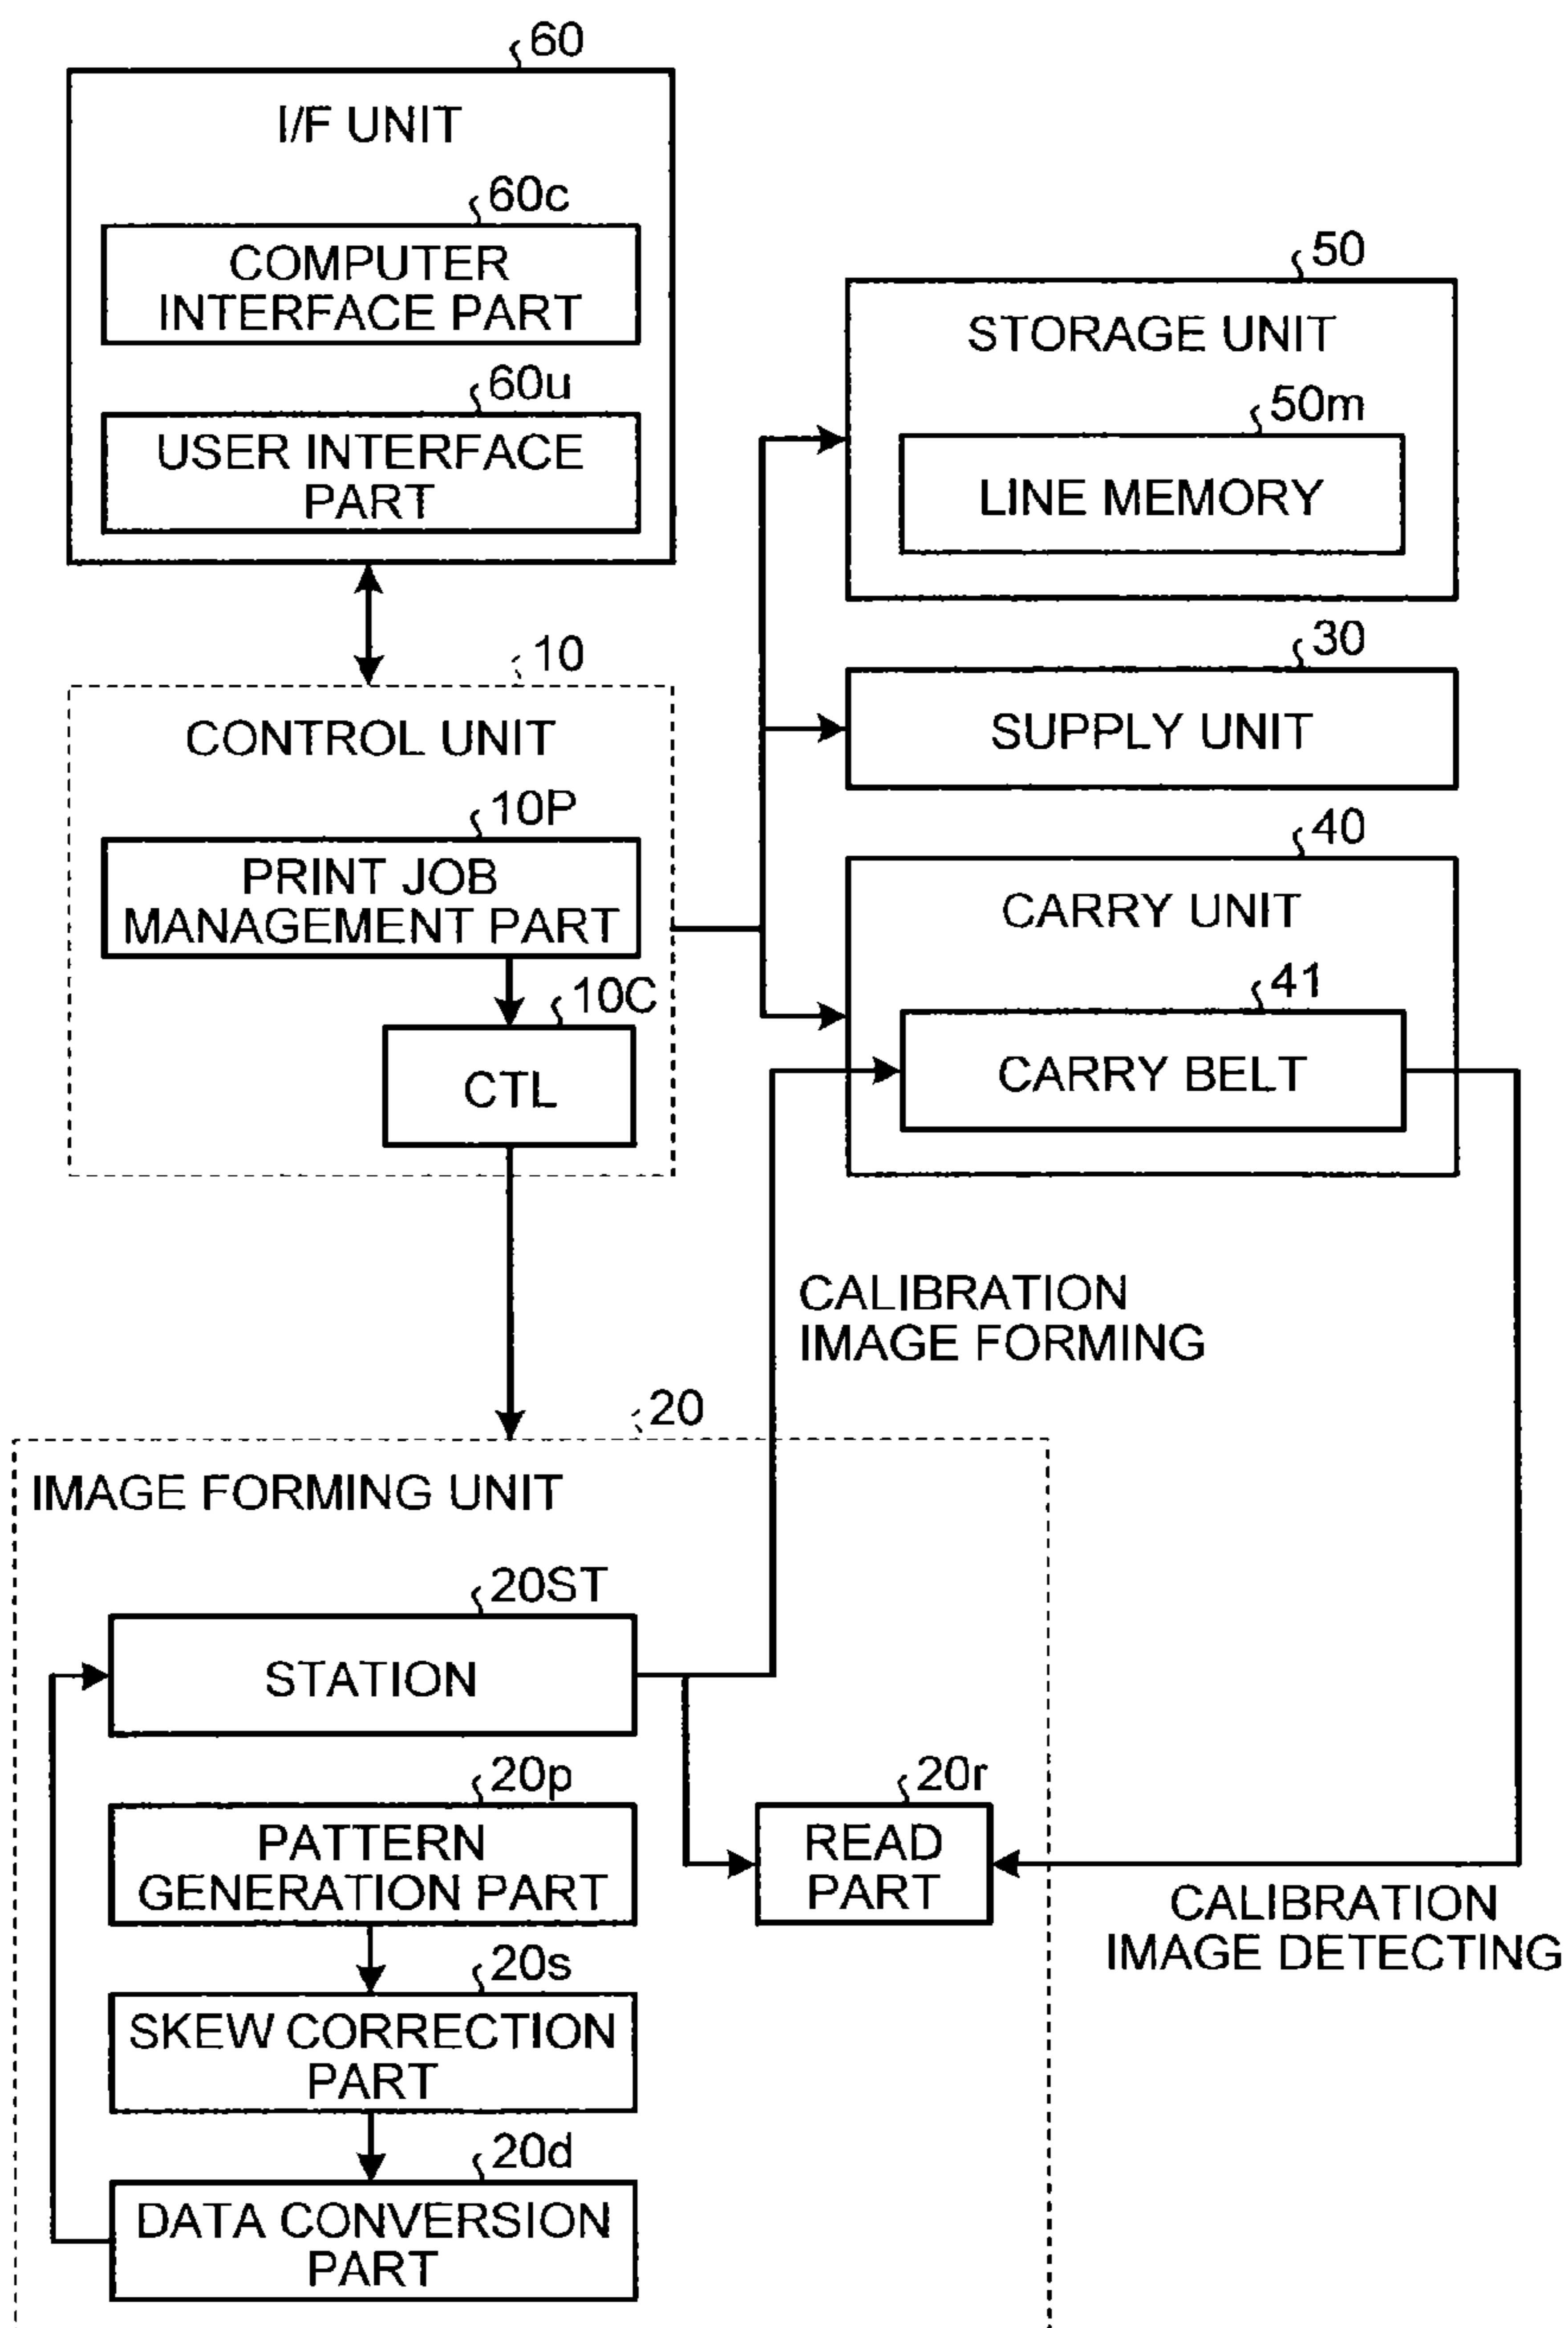 60
I/F UNIT
60c
COMPUTER
INTERFACE PART
60u
USER INTERFACE
PART
50
STORAGE UNIT
50m
LINE MEMORY
10
CONTROL UNIT
10P
PRINT JOB
MANAGEMENT PART
10C
CTL
30
SUPPLY UNIT
40
CARRY UNIT
41
CARRY BELT
CALIBRATION
IMAGE FORMING
20
IMAGE FORMING UNIT
20ST
STATION
20p
PATTERN
GENERATION PART
20r
READ
PART
CALIBRATION
IMAGE DETECTING
20s
SKEW CORRECTION
PART
20d
DATA CONVERSION
PART